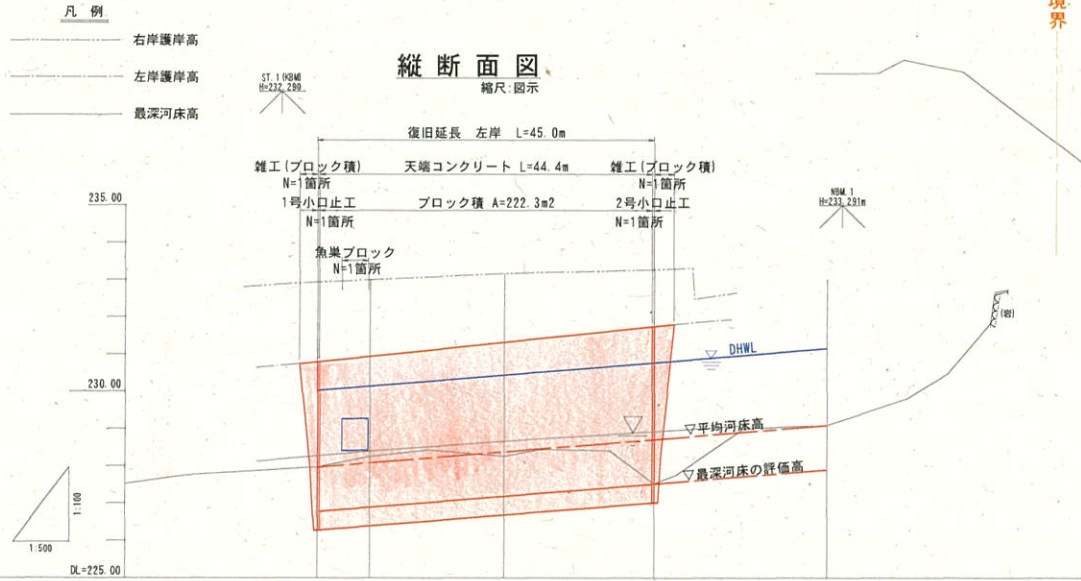 凡例
右岸護岸高
左岸護岸高
最深河床高
縦断面図
縮尺:図示
境界
ST.1(KBM)
H=232.290
復旧延長 左岸 L=45.0m
雑工(ブロック積)
N=1箇所
天端コンクリート L=44.4m
雑工(ブロック積)
N=1箇所
1号小口止工
N=1箇所
ブロック積 A=222.3m2
2号小口止工
N=1箇所
魚巣ブロック
N=1箇所
NBM.1
H=233.291m
235.00
(岩)
DHWL
230.00
▽平均河床高
▽最深河床の評価高
1:100
1:500
DL=225.00